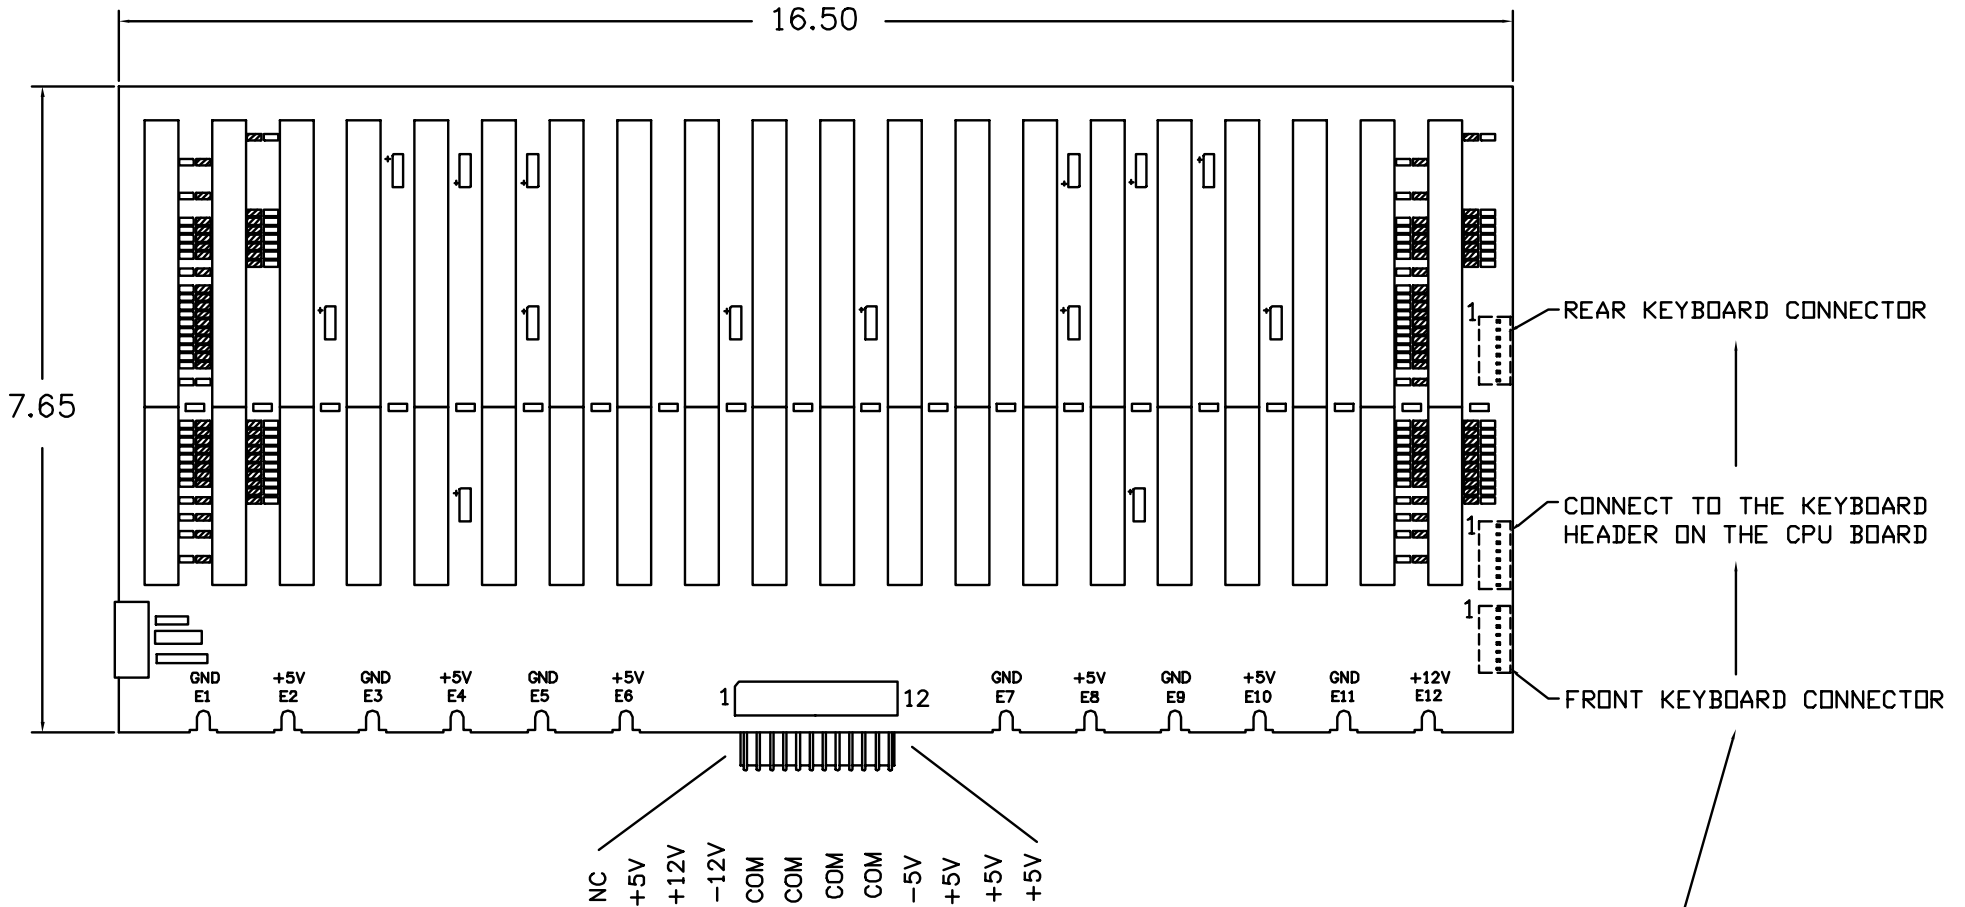 16.50
7.65
1
REAR KEYBOARD CONNECTOR
1
CONNECT TO THE KEYBOARD
HEADER ON THE CPU BOARD
1
FRONT KEYBOARD CONNECTOR
GND
E1
+5V
E2
GND
E3
+5V
E4
GND
E5
+5V
E6
1
12
GND
E7
+5V
E8
GND
E9
+5V
E10
GND
E11
+12V
E12
NC
+5V
+12V
-12V
COM
COM
COM
COM
-5V
+5V
+5V
+5V